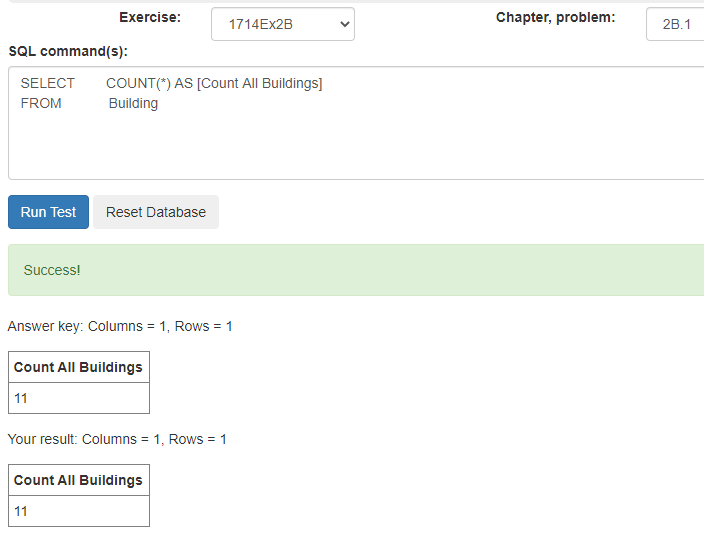 Exercise: 1714Ex2B Chapter, problem: 2B.1
SQL command(s):
SELECT COUNT(*) AS [Count All Buildings]
FROM Building
Run Test Reset Database
Success!
Answer key: Columns = 1, Rows = 1
Count All Buildings
11
Your result: Columns = 1, Rows = 1
Count All Buildings
11